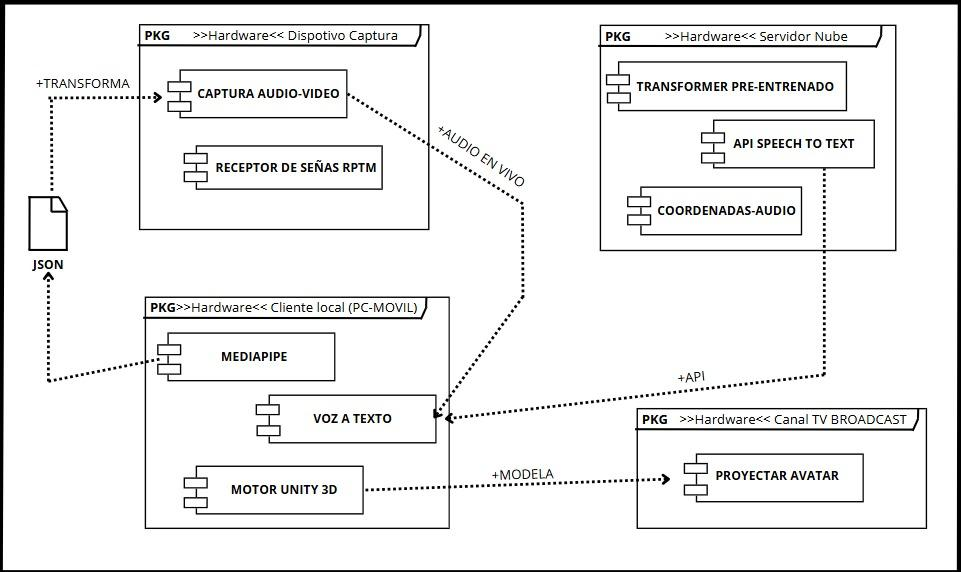 PKG >>Hardware<< Dispotivo Captura
CAPTURA AUDIO-VIDEO
RECEPTOR DE SEÑAS RPTM
+TRANSFORMA
JSON
+AUDIO EN VIVO
PKG >>Hardware<< Servidor Nube
TRANSFORMER PRE-ENTRENADO
API SPEECH TO TEXT
COORDENADAS-AUDIO
PKG>>Hardware<< Cliente local (PC-MOVIL)
MEDIAPIPE
VOZ A TEXTO
MOTOR UNITY 3D
+API
+MODELA
PKG >>Hardware<< Canal TV BROADCAST
PROYECTAR AVATAR